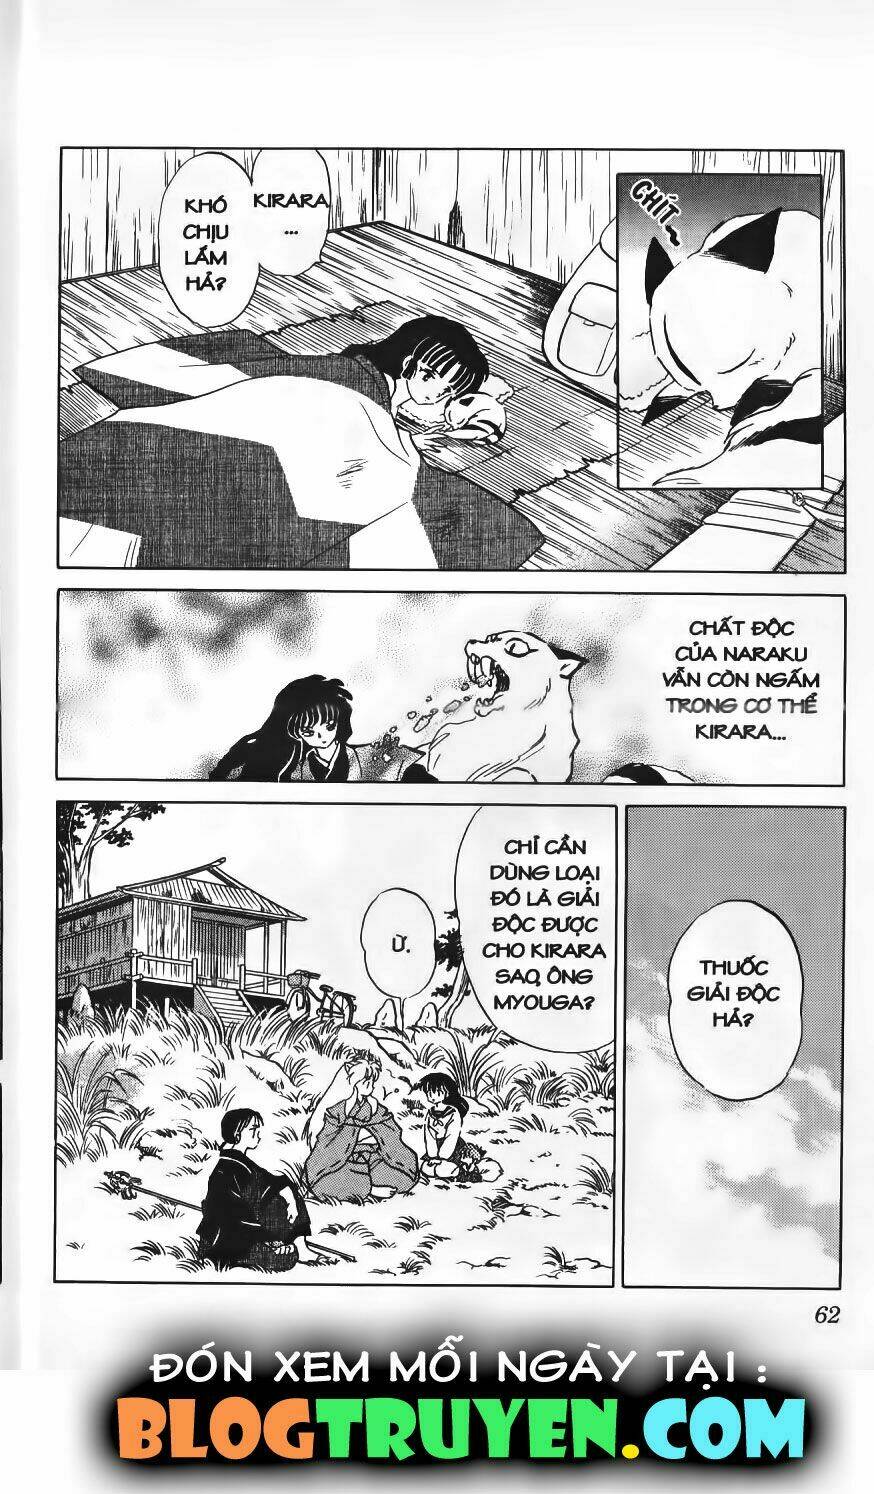 CHÍT~
KIRARA
...
KHÓ
CHỊU
LẮM
HẢ?
CHẤT ĐỘC
CỦA NARAKU
VẪN CÒN NGẤM
TRONG CƠ THỂ
KIRARA...
THUỐC
GIẢI ĐỘC
HẢ?
CHỈ CẦN
DÙNG LOẠI
ĐÓ LÀ GIẢI
ĐỘC ĐƯỢC
CHO KIRARA
SAO, ÔNG
MYOUGA?
Ừ.
62
ĐÓN XEM MỖI NGÀY TẠI :
BLOGTRUYEN.COM